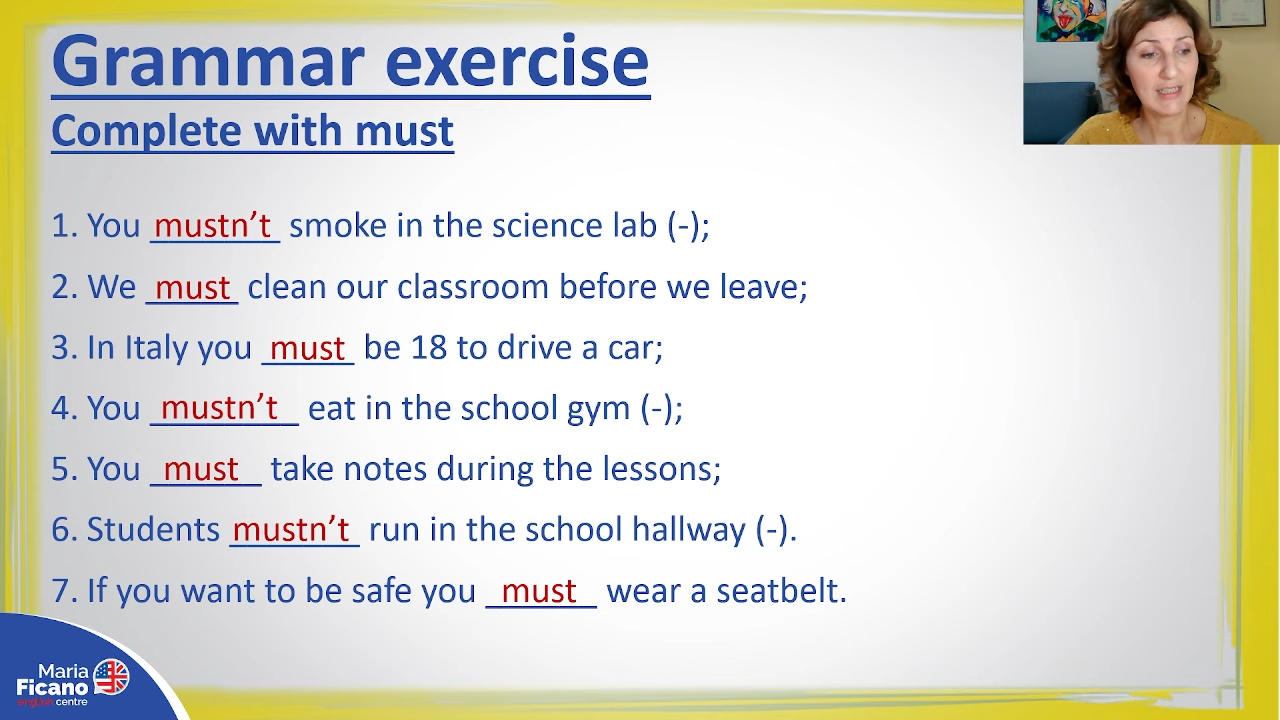 Grammar exercise
Complete with must
1. You mustn’t smoke in the science lab (-);
2. We must clean our classroom before we leave;
3. In Italy you must be 18 to drive a car;
4. You mustn’t eat in the school gym (-);
5. You must take notes during the lessons;
6. Students mustn’t run in the school hallway (-).
7. If you want to be safe you must wear a seatbelt.
Maria
Ficano
english centre